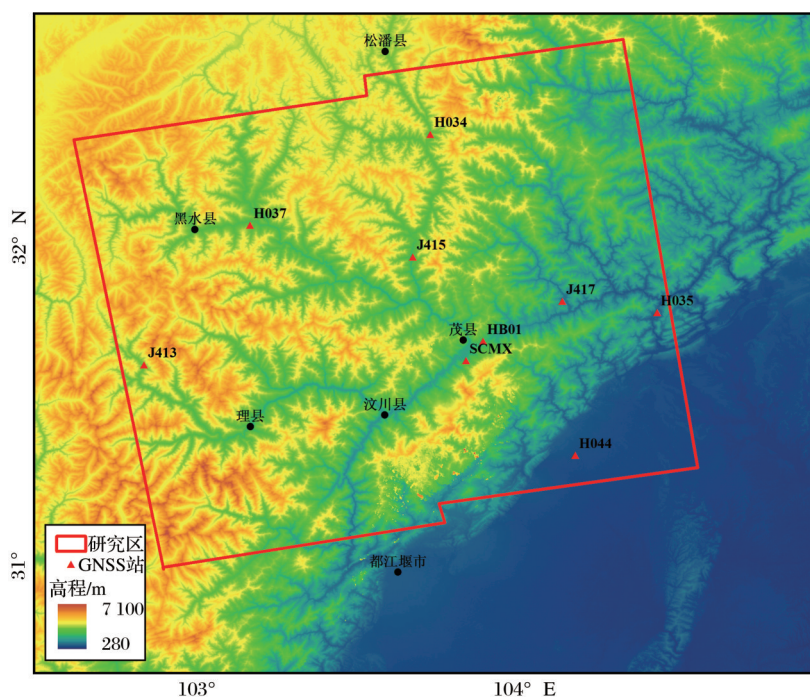 松潘县
H034
黑水县
H037
32° N
J415
J417
H035
茂县
HB01
SCMX
J413
理县
汶川县
H044
都江堰市
31°
研究区
GNSS站
高程/m
7 100
280
103°
104° E